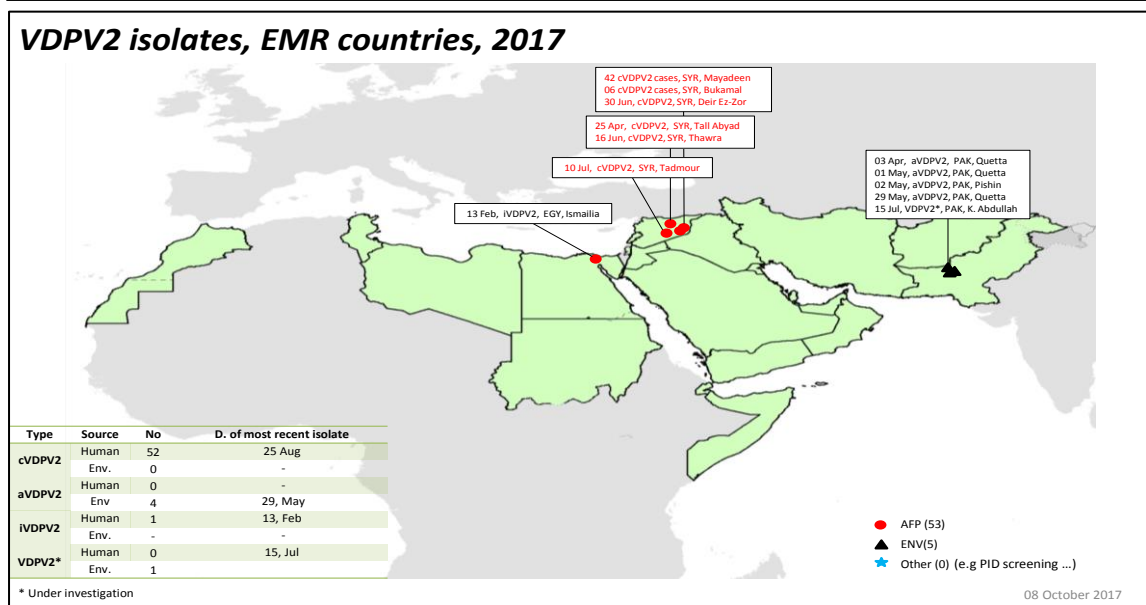 VDPV2 isolates, EMR countries, 2017
42 cVDPV2 cases, SYR, Mayadeen
06 cVDPV2 cases, SYR, Bukamal
30 Jun, cVDPV2, SYR, Deir Ez-Zor
25 Apr, cVDPV2, SYR, Tall Abyad
16 Jun, cVDPV2, SYR, Thawra
10 Jul, cVDPV2, SYR, Tadmour
03 Apr, aVDPV2, PAK, Quetta
01 May, aVDPV2, PAK, Quetta
02 May, aVDPV2, PAK, Pishin
29 May, aVDPV2, PAK, Quetta
15 Jul, VDPV2*, PAK, K. Abdullah
13 Feb, iVDPV2, EGY, Ismailia
Type Source No D. of most recent isolate
cVDPV2 Human 52 25 Aug
Env. 0 -
aVDPV2 Human 0 -
Env 4 29, May
iVDPV2 Human 1 13, Feb
Env. - -
VDPV2* Human 0 15, Jul
Env. 1
AFP (53)
ENV(5)
Other (0) (e.g PID screening ...)
* Under investigation
08 October 2017